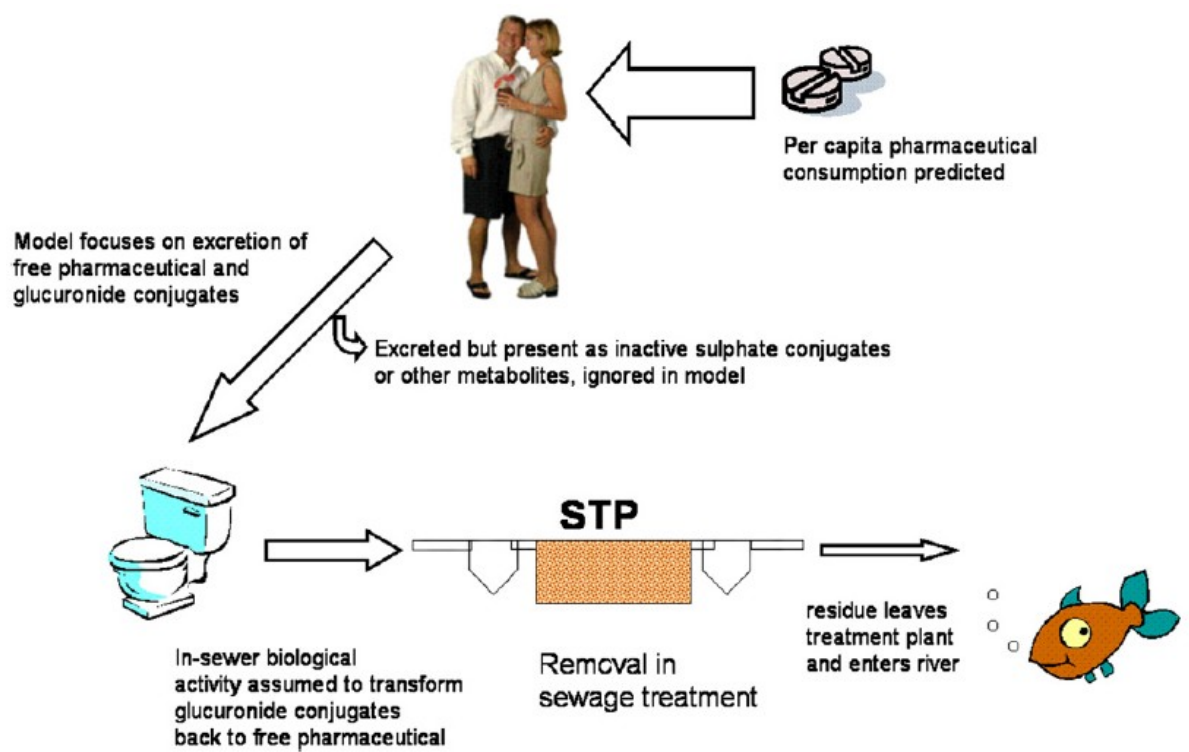 Per capita pharmaceutical
consumption predicted
Model focuses on excretion of
free pharmaceutical and
glucuronide conjugates
Excreted but present as inactive sulphate conjugates
or other metabolites, ignored in model
STP
In-sewer biological
activity assumed to transform
glucuronide conjugates
back to free pharmaceutical
Removal in
sewage treatment
residue leaves
treatment plant
and enters river